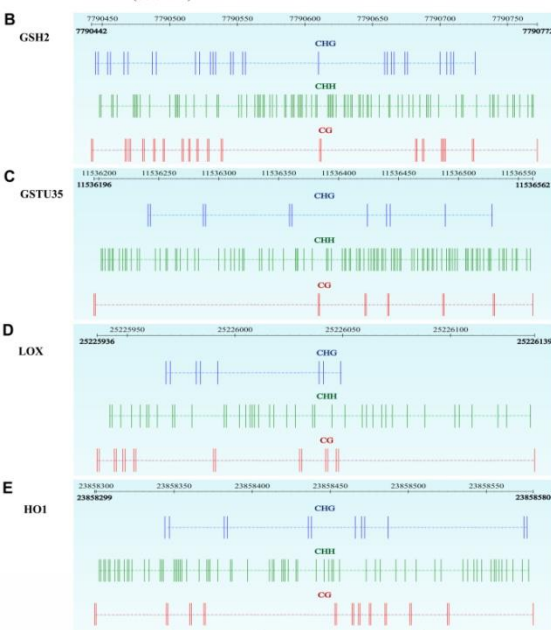 B
GSH2
7790450 7790500 7790550 7790600 7790650 7790700 7790750
7790442 779077
CHG
CHH
CG
C
GSTU35
11536200 11536250 11536300 11536350 11536400 11536450 11536500 11536550
11536196 11536562
CHG
CHH
CG
D
LOX
25225950 25226000 25226050 25226100
25225936 25226139
CHG
CHH
CG
E
HO1
23858300 23858350 23858400 23858450 23858500 23858550
23858299 23858580
CHG
CHH
CG